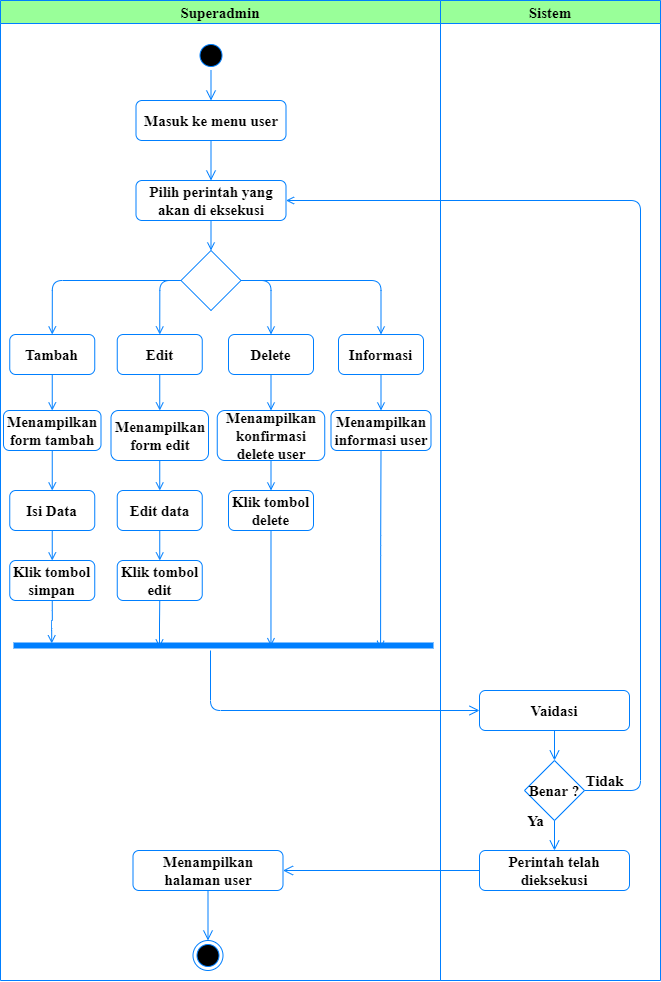 Superadmin
Sistem
Masuk ke menu user
Pilih perintah yang
akan di eksekusi
Tambah
Edit
Delete
Informasi
Menampilkan
form tambah
Menampilkan
form edit
Menampilkan
konfirmasi
delete user
Menampilkan
informasi user
Isi Data
Edit data
Klik tombol
delete
Klik tombol
simpan
Klik tombol
edit
Vaidasi
Benar ?
Tidak
Ya
Perintah telah
dieksekusi
Menampilkan
halaman user